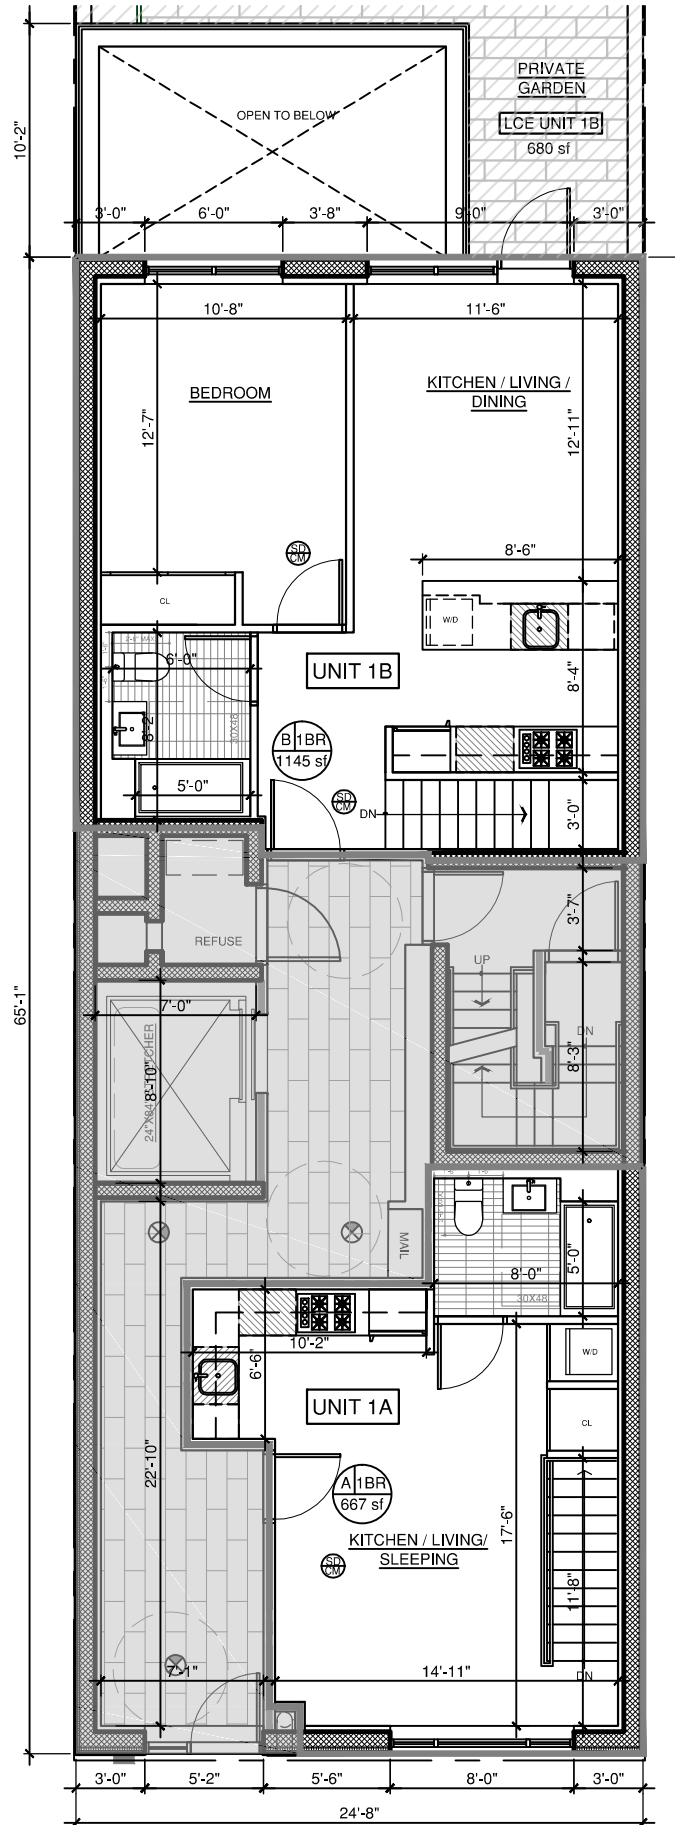 PRIVATE
GARDEN
LCE UNIT 1B
680 sf
OPEN TO BELOW
10'-2"
3'-0"
6'-0"
3'-8"
9'-0"
3'-0"
10'-8"
11'-6"
BEDROOM
KITCHEN / LIVING /
DINING
12'-7"
12'-11"
SD
CM
8'-6"
CL
W/D
2'-6" MAX
6'-0"
UNIT 1B
8'-4"
8'-2"
30X48
B 1BR
1145 sf
5'-0"
SD
CM
DN
3'-0"
3'-7"
REFUSE
UP
65'-1"
7'-0"
DN
24"X84" STRETCHER
8'-10"
8'-3"
MAIL
5'-0"
8'-0"
30X48
10'-2"
6'-6"
W/D
UNIT 1A
CL
22'-10"
A 1BR
667 sf
17'-6"
KITCHEN / LIVING/
SLEEPING
SD
CM
11'-8"
7'-1"
14'-11"
DN
3'-0"
5'-2"
5'-6"
8'-0"
3'-0"
24'-8"